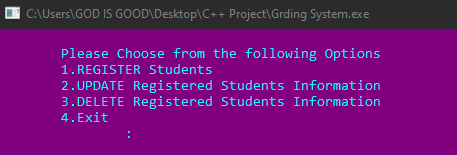 C:\Users\GOD IS GOOD\Desktop\C++ Project\Grding System.exe
Please Choose from the following Options
1.REGISTER Students
2.UPDATE Registered Students Information
3.DELETE Registered Students Information
4.Exit
: